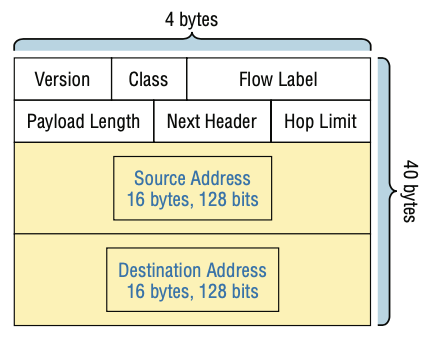 4 bytes
Version Class Flow Label
Payload Length Next Header Hop Limit
40 bytes
Source Address
16 bytes, 128 bits
Destination Address
16 bytes, 128 bits